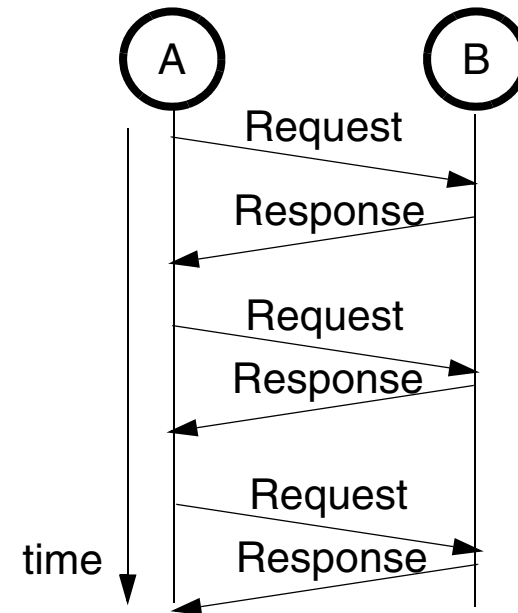 A
B
Request
Response
Request
Response
Request
Response
time